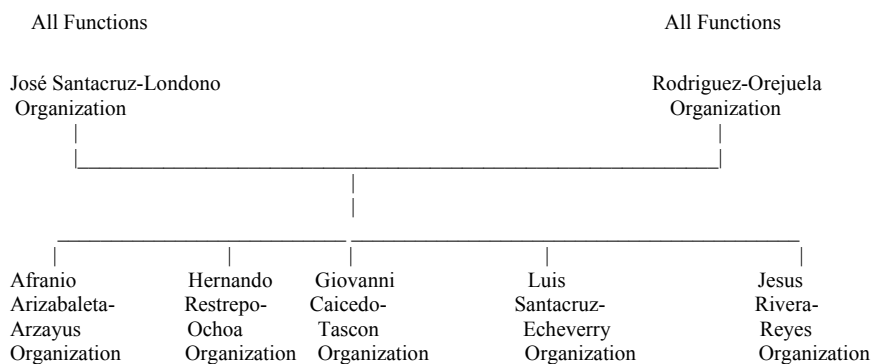 All Functions All Functions
José Santacruz-Londono Rodriguez-Orejuela
Organization Organization
Afranio Hernando Giovanni Luis Jesus
Arizabaleta- Restrepo- Caicedo- Santacruz- Rivera-
Arzayus Ochoa Tascon Echeverry Reyes
Organization Organization Organization Organization Organization